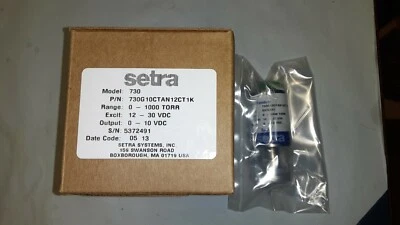 setra
Model: 730
P/N: 730G10CTAN12CT1K
Range: 0 - 1000 TORR
Excit: 12 - 30 VDC
Output: 0 - 10 VDC
S/N: 5372491
Date Code: 05 13
SETRA SYSTEMS, INC.
159 SWANSON ROAD
BOXBOROUGH, MA 01719 USA